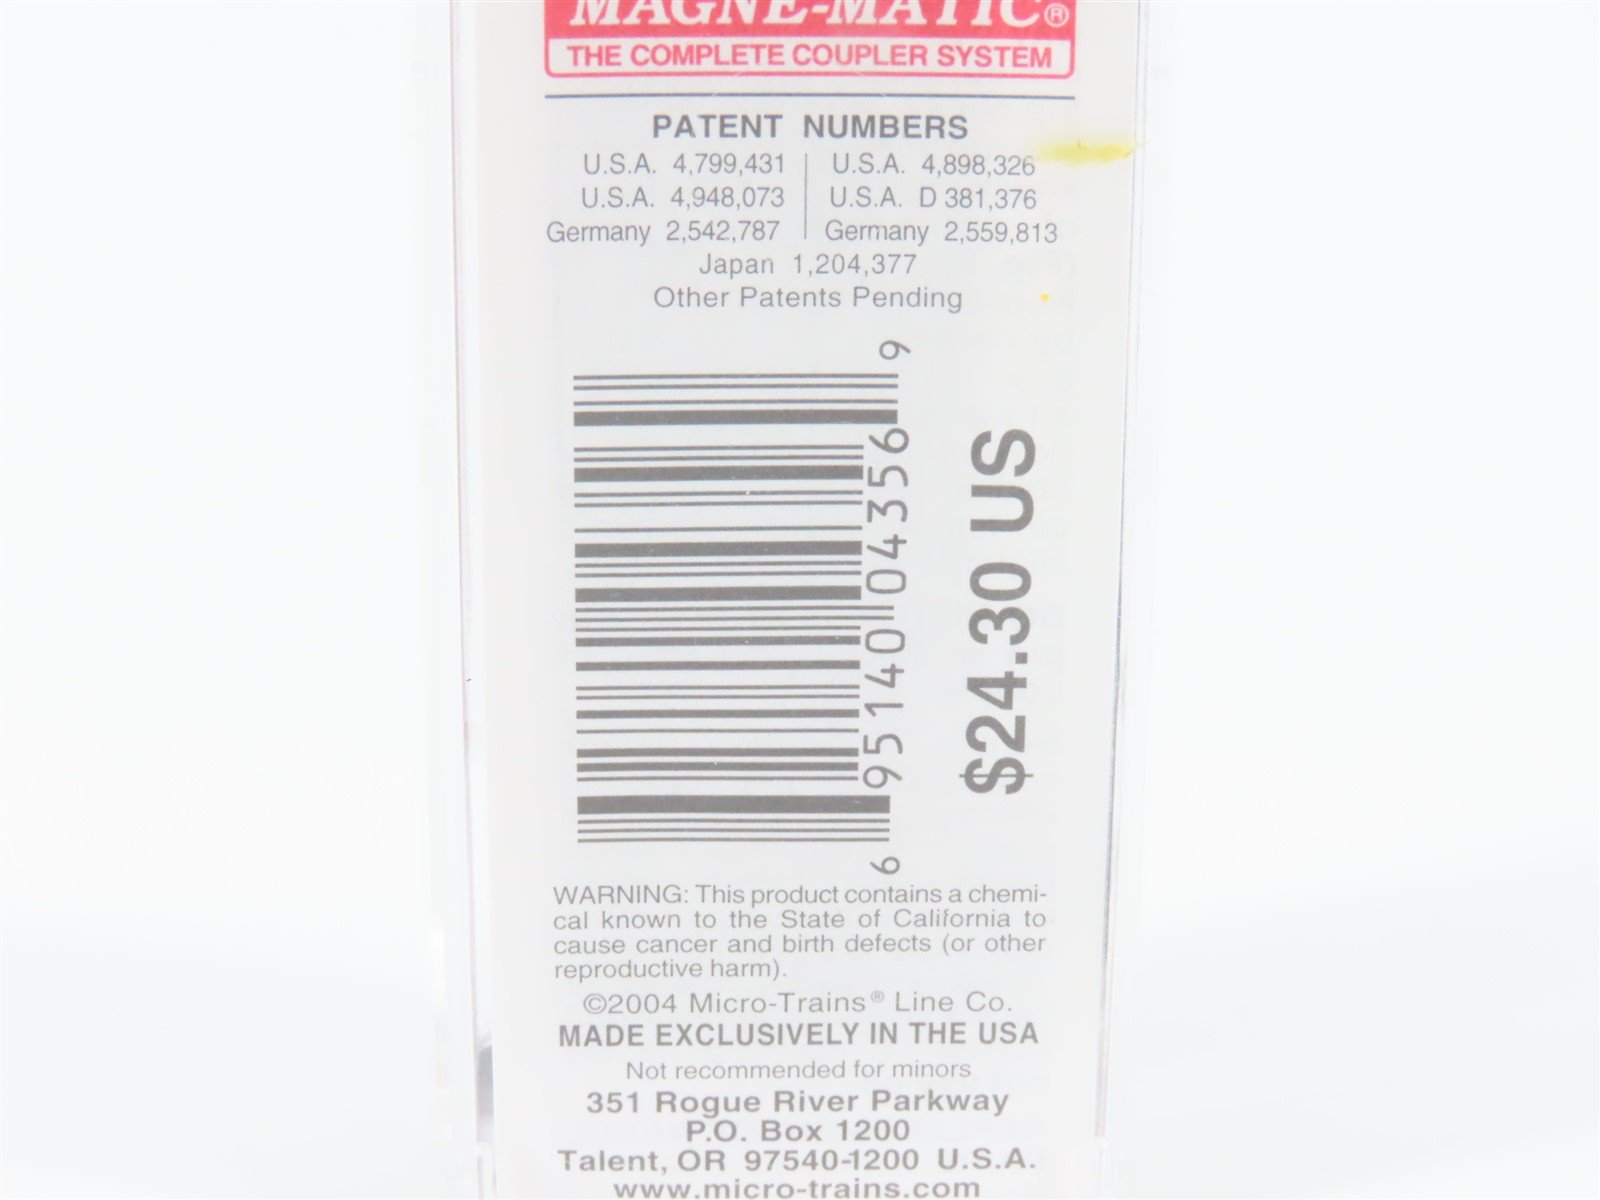 MAGNE-MATIC®
THE COMPLETE COUPLER SYSTEM
PATENT NUMBERS
U.S.A. 4,799,431 U.S.A. 4,898,326
U.S.A. 4,948,073 U.S.A. D 381,376
Germany 2,542,787 Germany 2,559,813
Japan 1,204,377
Other Patents Pending
6 95140 04356 9
$24.30 US
WARNING: This product contains a chemi-
cal known to the State of California to
cause cancer and birth defects (or other
reproductive harm).
©2004 Micro-Trains® Line Co.
MADE EXCLUSIVELY IN THE USA
Not recommended for minors
351 Rogue River Parkway
P.O. Box 1200
Talent, OR 97540-1200 U.S.A.
www.micro-trains.com